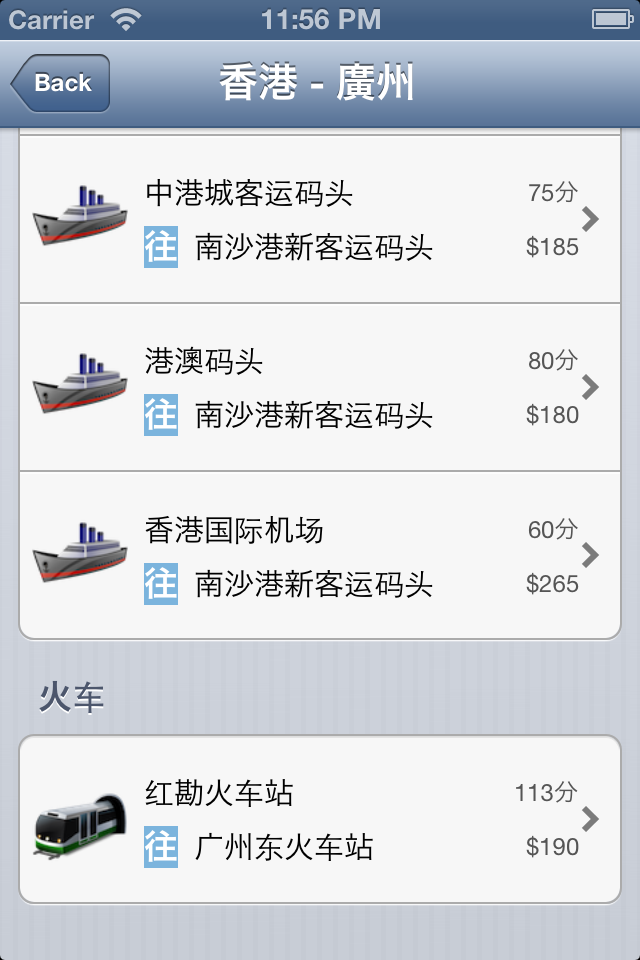 Carrier 11:56 PM
Back 香港 - 廣州
中港城客运码头 75分
往 南沙港新客运码头 $185
港澳码头 80分
往 南沙港新客运码头 $180
香港国际机场 60分
往 南沙港新客运码头 $265
火车
红勘火车站 113分
往 广州东火车站 $190